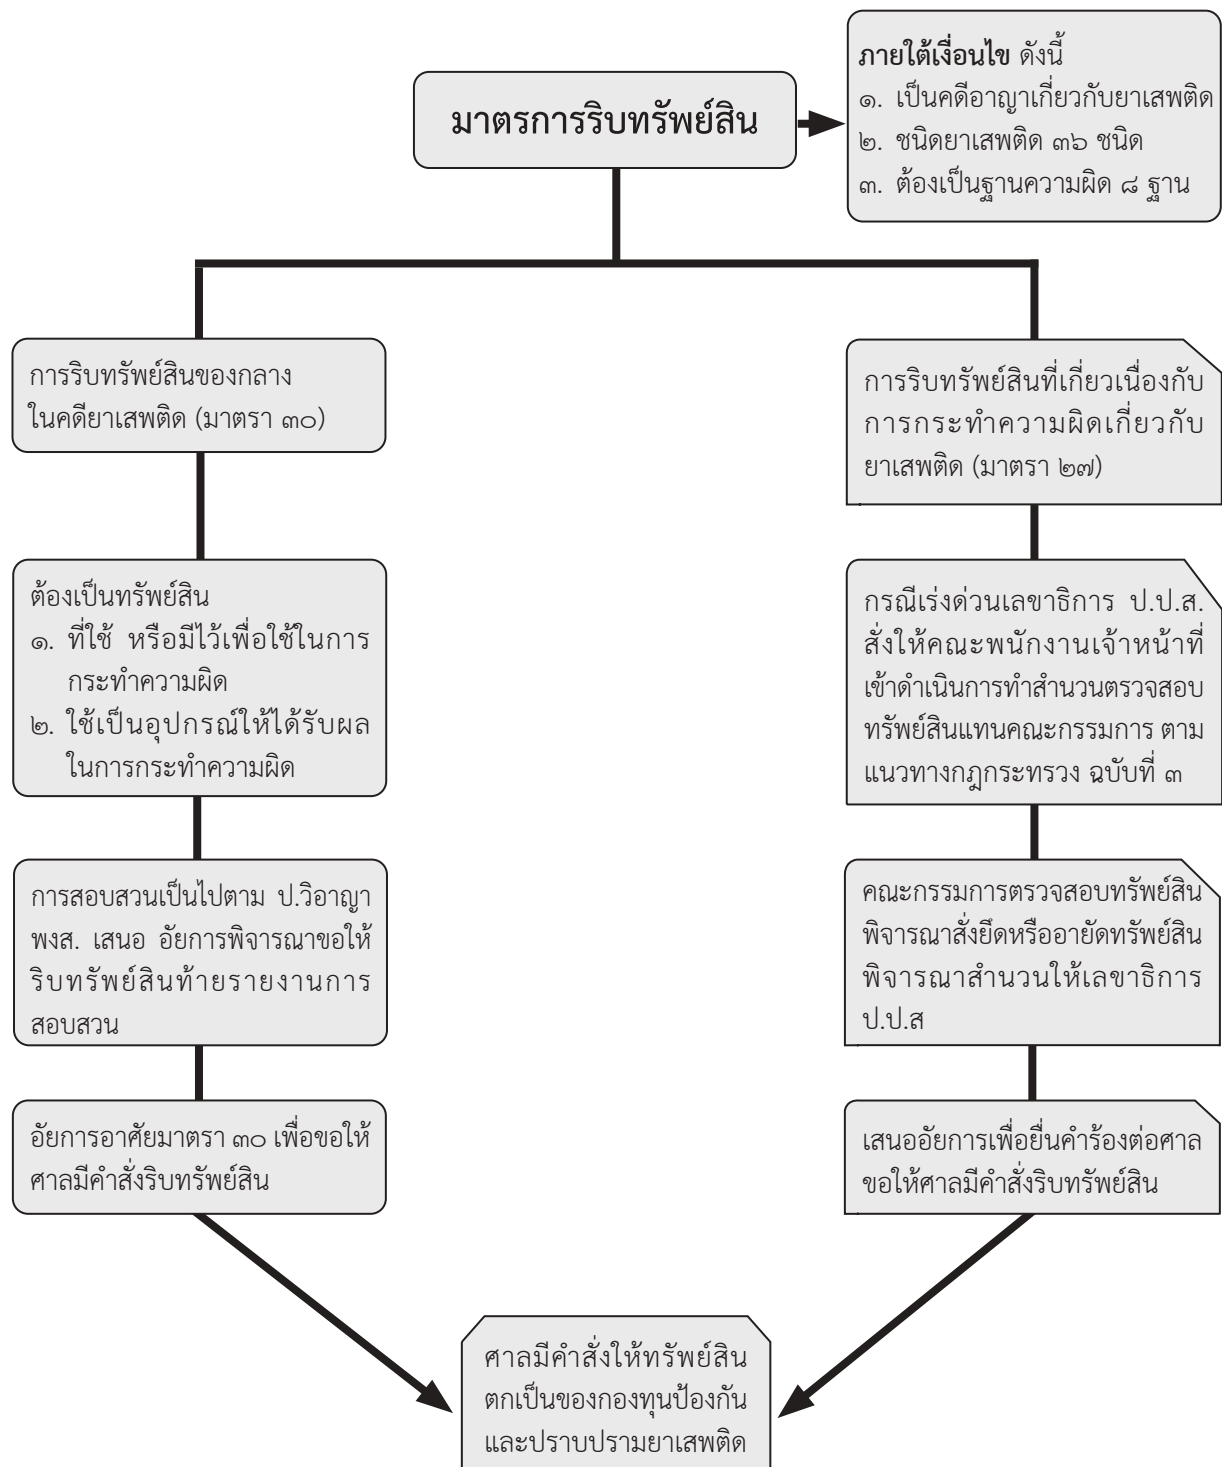 มาตรการริบทรัพย์สิน
ภายใต้เงื่อนไข ดังนี้
๑. เป็นคดีอาญาเกี่ยวกับยาเสพติด
๒. ชนิดยาเสพติด ๓๖ ชนิด
๓. ต้องเป็นฐานความผิด ๘ ฐาน
การริบทรัพย์สินของกลาง
ในคดียาเสพติด (มาตรา ๓๐)
ต้องเป็นทรัพย์สิน
๑. ที่ใช้ หรือมีไว้เพื่อใช้ในการ
กระทำความผิด
๒. ใช้เป็นอุปกรณ์ให้ได้รับผล
ในการกระทำความผิด
การสอบสวนเป็นไปตาม ป.วิอาญา
พงส. เสนอ อัยการพิจารณาขอให้
ริบทรัพย์สินท้ายรายงานการ
สอบสวน
อัยการอาศัยมาตรา ๓๐ เพื่อขอให้
ศาลมีคำสั่งริบทรัพย์สิน
การริบทรัพย์สินที่เกี่ยวเนื่องกับ
การกระทำความผิดเกี่ยวกับ
ยาเสพติด (มาตรา ๒๗)
กรณีเร่งด่วนเลขาธิการ ป.ป.ส.
สั่งให้คณะพนักงานเจ้าหน้าที่
เข้าดำเนินการทำสำนวนตรวจสอบ
ทรัพย์สินแทนคณะกรรมการ ตาม
แนวทางกฎกระทรวง ฉบับที่ ๓
คณะกรรมการตรวจสอบทรัพย์สิน
พิจารณาสั่งยึดหรืออายัดทรัพย์สิน
พิจารณาสำนวนให้เลขาธิการ
ป.ป.ส
เสนออัยการเพื่อยื่นคำร้องต่อศาล
ขอให้ศาลมีคำสั่งริบทรัพย์สิน
ศาลมีคำสั่งให้ทรัพย์สิน
ตกเป็นของกองทุนป้องกัน
และปราบปรามยาเสพติด